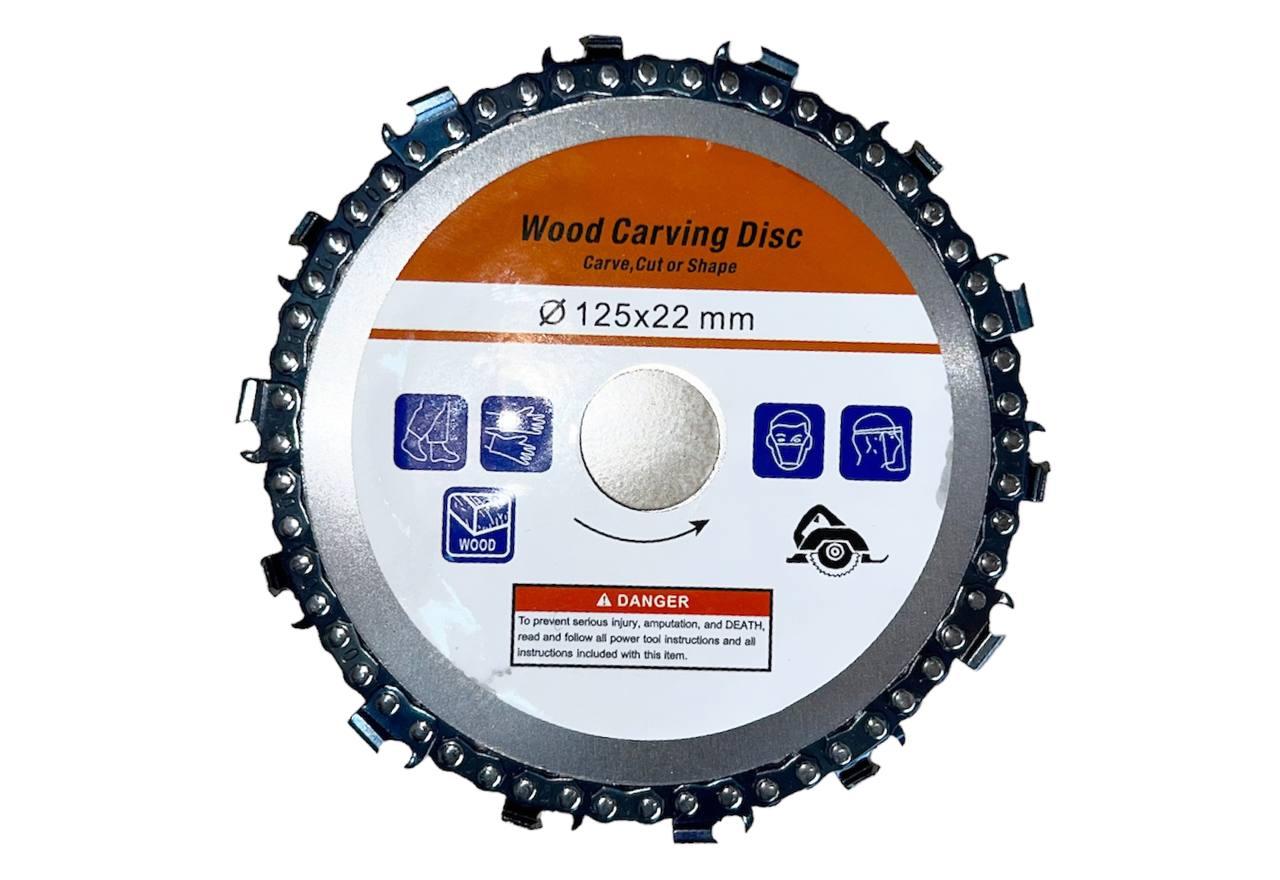 Wood Carving Disc
Carve,Cut or Shape
Ø 125x22 mm
WOOD
DANGER
To prevent serious injury, amputation, and DEATH,
read and follow all power tool instructions and all
instructions included with this item.